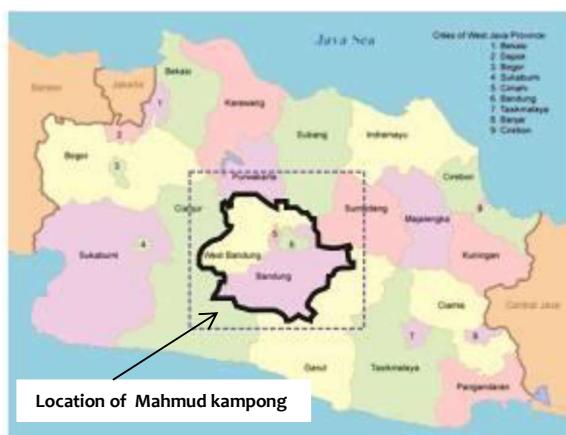 Java Sea
Cities of West Java Province:
1 Bekasi
2 Depok
3 Bogor
4 Sukabumi
5 Cimahi
6 Bandung
7 Tasikmalaya
8 Banjar
9 Cirebon
Banten
Jakarta
Bekasi
1
Karawang
2
Subang
Indramayu
Bogor
3
Purwakarta
Cirebon
Cianjur
Sumedang
Majalengka
9
4
5
6
Sukabumi
West Bandung
Kuningan
Bandung
Ciamis
Central Java
7
8
Garut
Tasikmalaya
Pangandaran
Location of Mahmud kampong